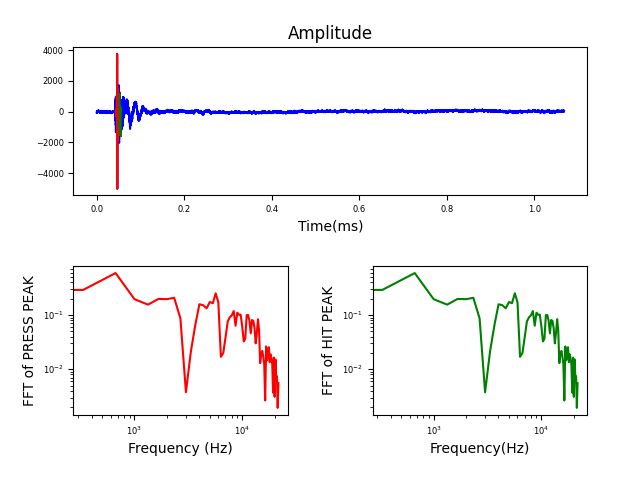 Amplitude
4000
2000
0
−2000
−4000
0.0 0.2 0.4 0.6 0.8 1.0
Time(ms)
FFT of PRESS PEAK
10⁻¹
10⁻²
10³ 10⁴
Frequency (Hz)
FFT of HIT PEAK
10⁻¹
10⁻²
10³ 10⁴
Frequency(Hz)